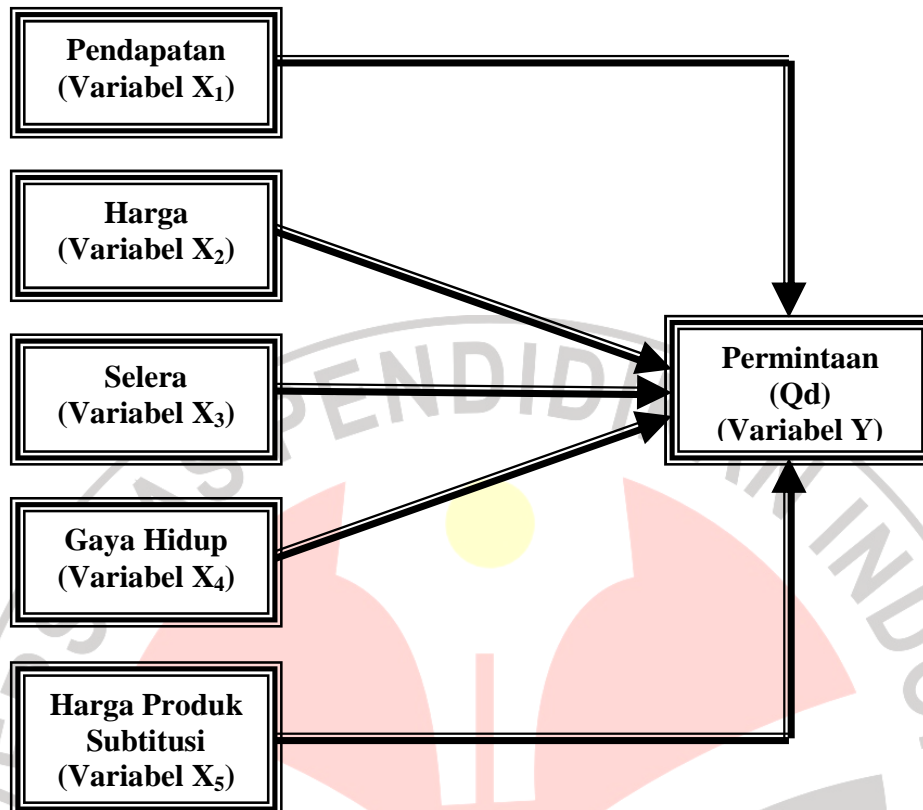 Pendapatan
(Variabel X₁)
Harga
(Variabel X₂)
Selera
(Variabel X₃)
Gaya Hidup
(Variabel X₄)
Harga Produk
Subtitusi
(Variabel X₅)
Permintaan
(Qd)
(Variabel Y)
PENDIDI